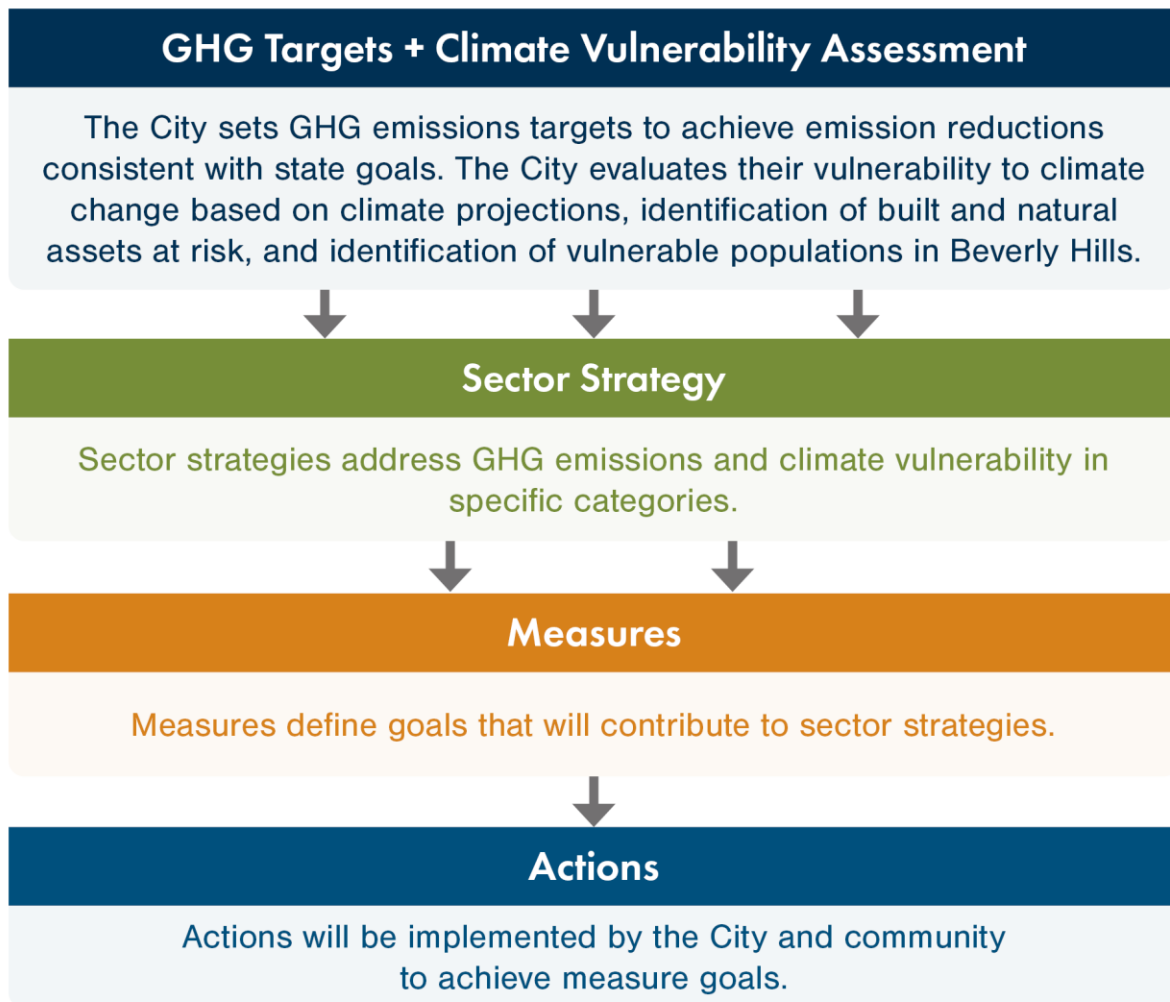 GHG Targets + Climate Vulnerability Assessment
The City sets GHG emissions targets to achieve emission reductions
consistent with state goals. The City evaluates their vulnerability to climate
change based on climate projections, identification of built and natural
assets at risk, and identification of vulnerable populations in Beverly Hills.
Sector Strategy
Sector strategies address GHG emissions and climate vulnerability in
specific categories.
Measures
Measures define goals that will contribute to sector strategies.
Actions
Actions will be implemented by the City and community
to achieve measure goals.